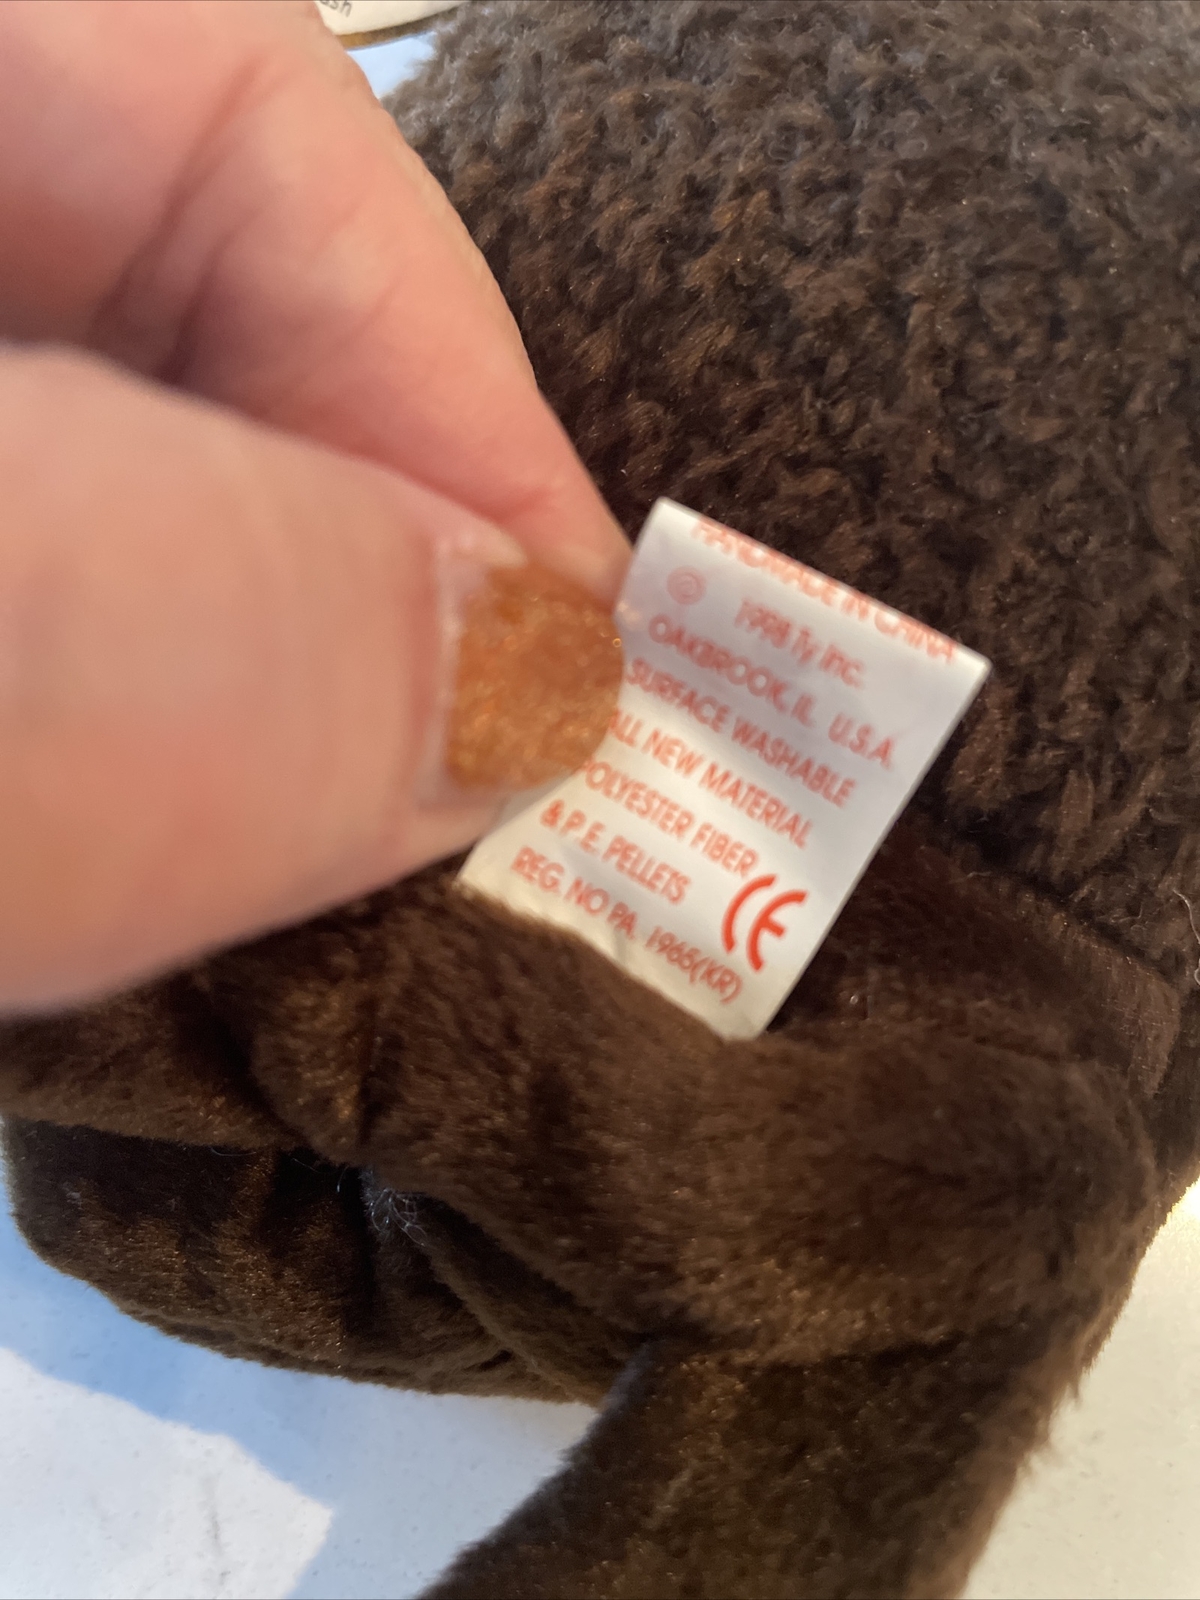 HANDMADE IN CHINA
© 1998 Ty Inc.
OAKBROOK, IL U.S.A.
SURFACE WASHABLE
ALL NEW MATERIAL
POLYESTER FIBER
& P.E. PELLETS
REG. NO PA. 1965(KR)
CE